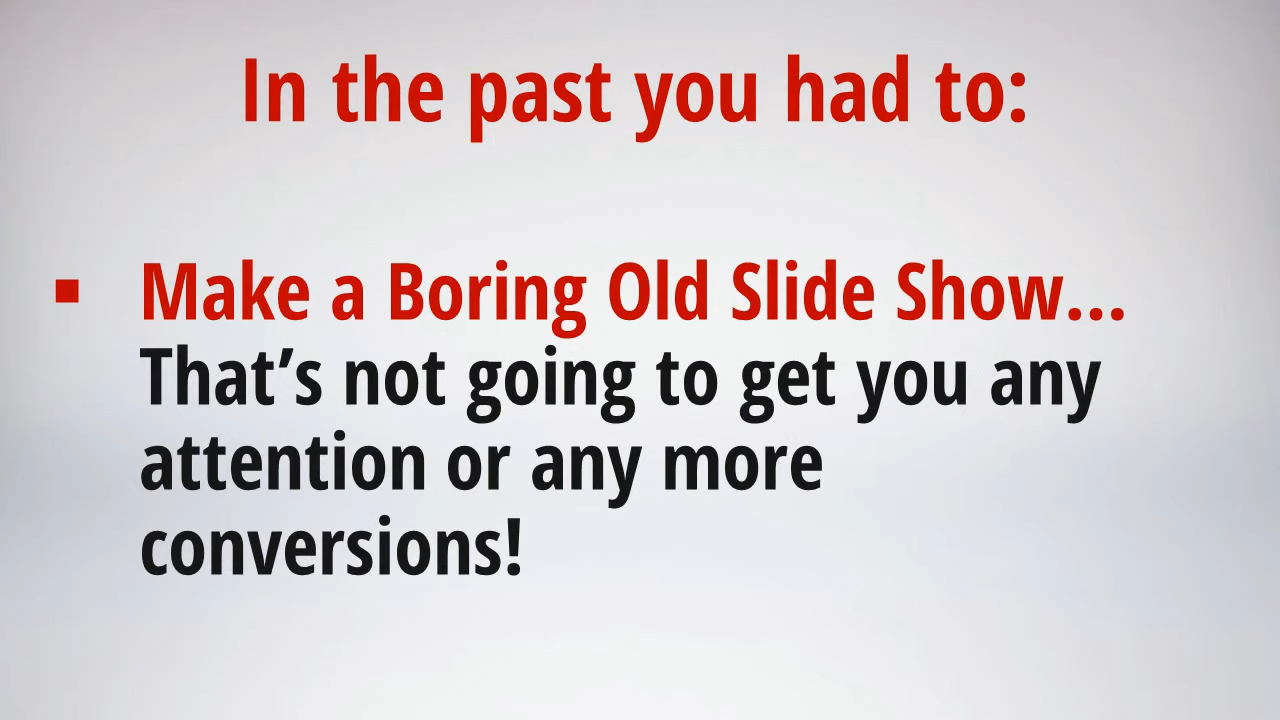 In the past you had to:
▪ Make a Boring Old Slide Show...
That’s not going to get you any
attention or any more
conversions!